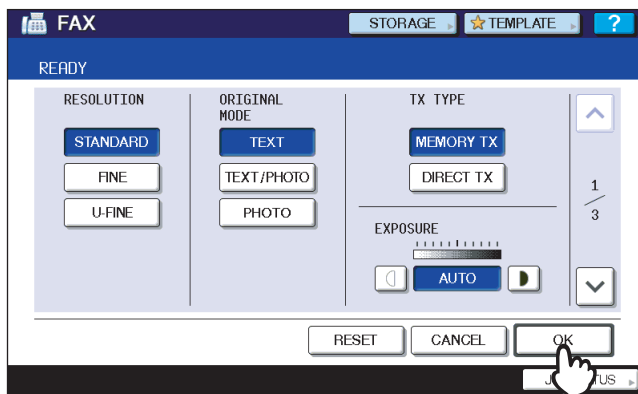 FAX
STORAGE
TEMPLATE
?
READY
RESOLUTION
STANDARD
FINE
U-FINE
ORIGINAL
MODE
TEXT
TEXT/PHOTO
PHOTO
TX TYPE
MEMORY TX
DIRECT TX
EXPOSURE
AUTO
1
3
RESET
CANCEL
OK